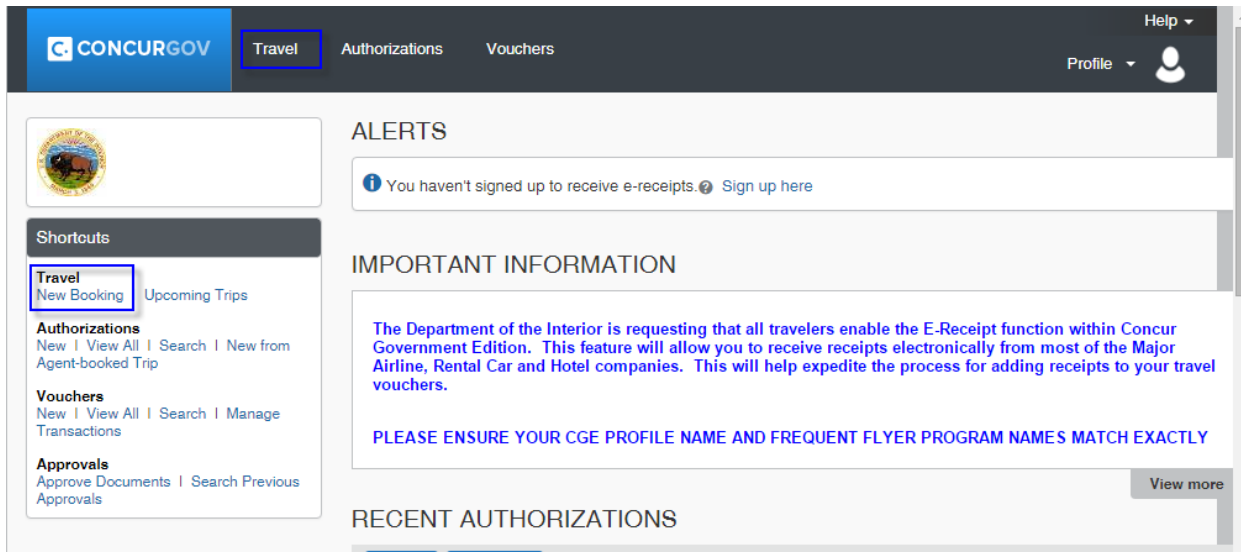 Help
C. CONCURGOV
Travel
Authorizations
Vouchers
Profile
ALERTS
You haven't signed up to receive e-receipts. Sign up here
Shortcuts
Travel
New Booking Upcoming Trips
Authorizations
New | View All | Search | New from
Agent-booked Trip
Vouchers
New | View All | Search | Manage
Transactions
Approvals
Approve Documents | Search Previous
Approvals
IMPORTANT INFORMATION
The Department of the Interior is requesting that all travelers enable the E-Receipt function within Concur
Government Edition. This feature will allow you to receive receipts electronically from most of the Major
Airline, Rental Car and Hotel companies. This will help expedite the process for adding receipts to your travel
vouchers.
PLEASE ENSURE YOUR CGE PROFILE NAME AND FREQUENT FLYER PROGRAM NAMES MATCH EXACTLY
View more
RECENT AUTHORIZATIONS